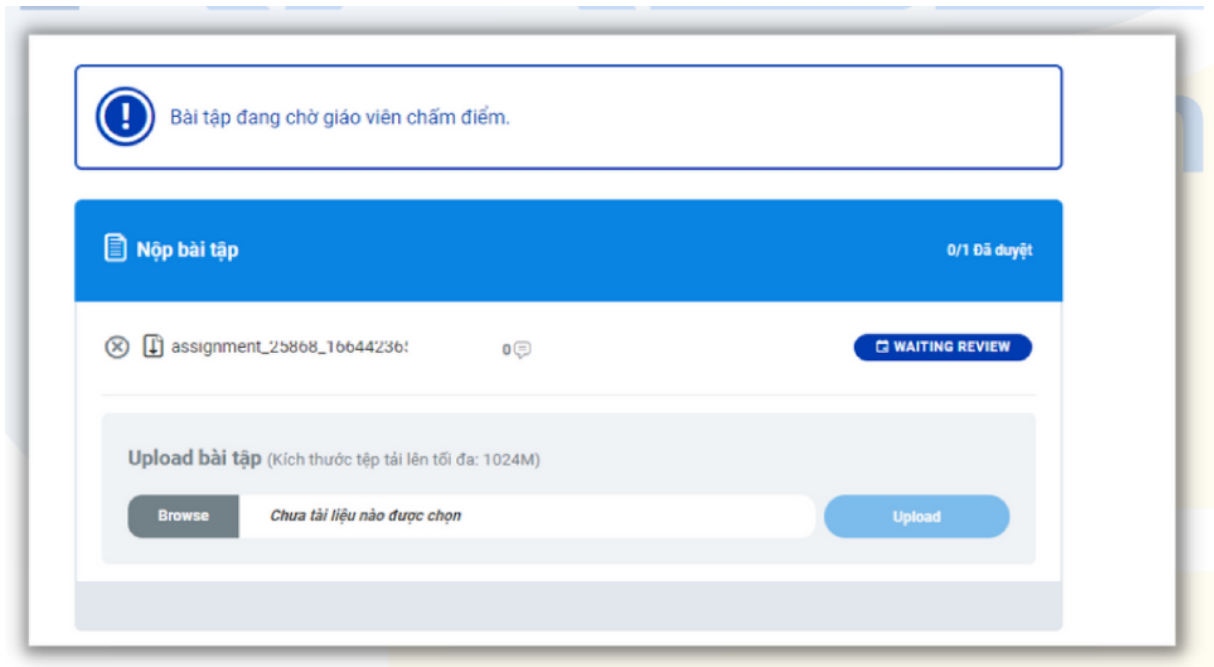 Bài tập đang chờ giáo viên chấm điểm.
Nộp bài tập
0/1 Đã duyệt
assignment_25868_166442365
0
WAITING REVIEW
Upload bài tập (Kích thước tệp tải lên tối đa: 1024M)
Browse Chưa tài liệu nào được chọn
Upload